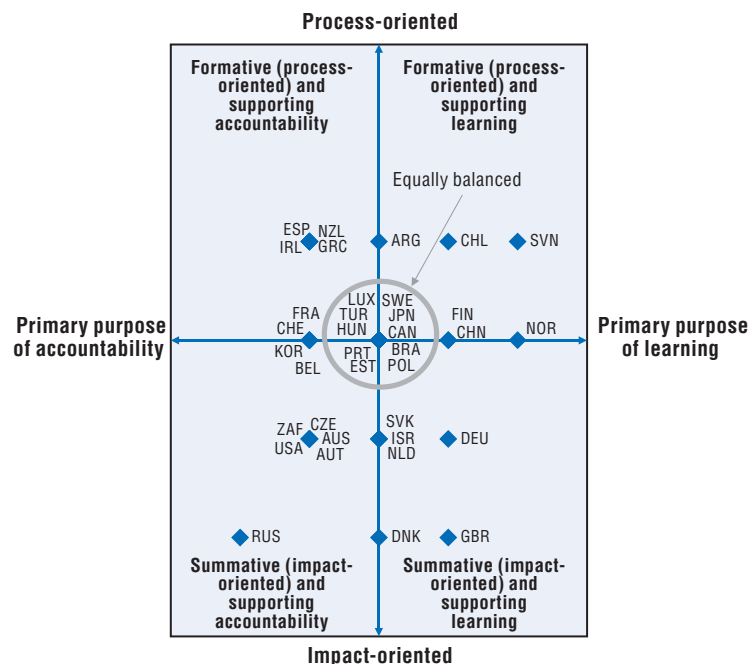 Process-oriented
Formative (process-
oriented) and
supporting
accountability
Formative (process-
oriented) and
supporting
learning
Equally balanced
ESP NZL
IRL GRC
ARG
CHL
SVN
LUX SWE
TUR JPN
HUN CAN
PRT BRA
EST POL
FRA
CHE
KOR
BEL
FIN
CHN
NOR
Primary purpose
of accountability
Primary purpose
of learning
ZAF CZE
USA AUS
AUT
SVK
ISR
NLD
DEU
RUS
DNK
GBR
Summative (impact-
oriented) and
supporting
accountability
Summative (impact-
oriented) and
supporting
learning
Impact-oriented